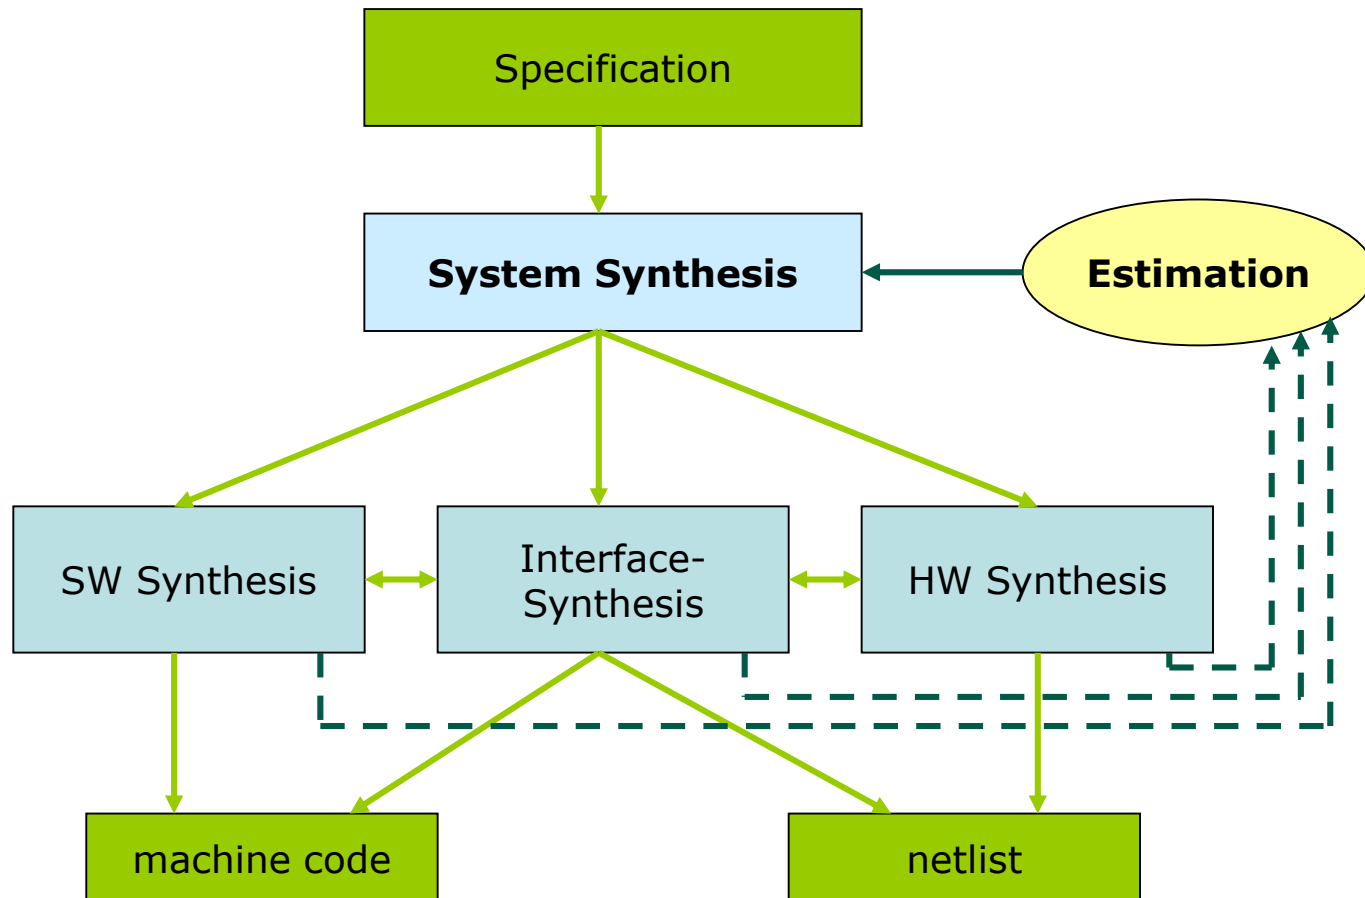 Specification
System Synthesis
Estimation
SW Synthesis
Interface-
Synthesis
HW Synthesis
machine code
netlist